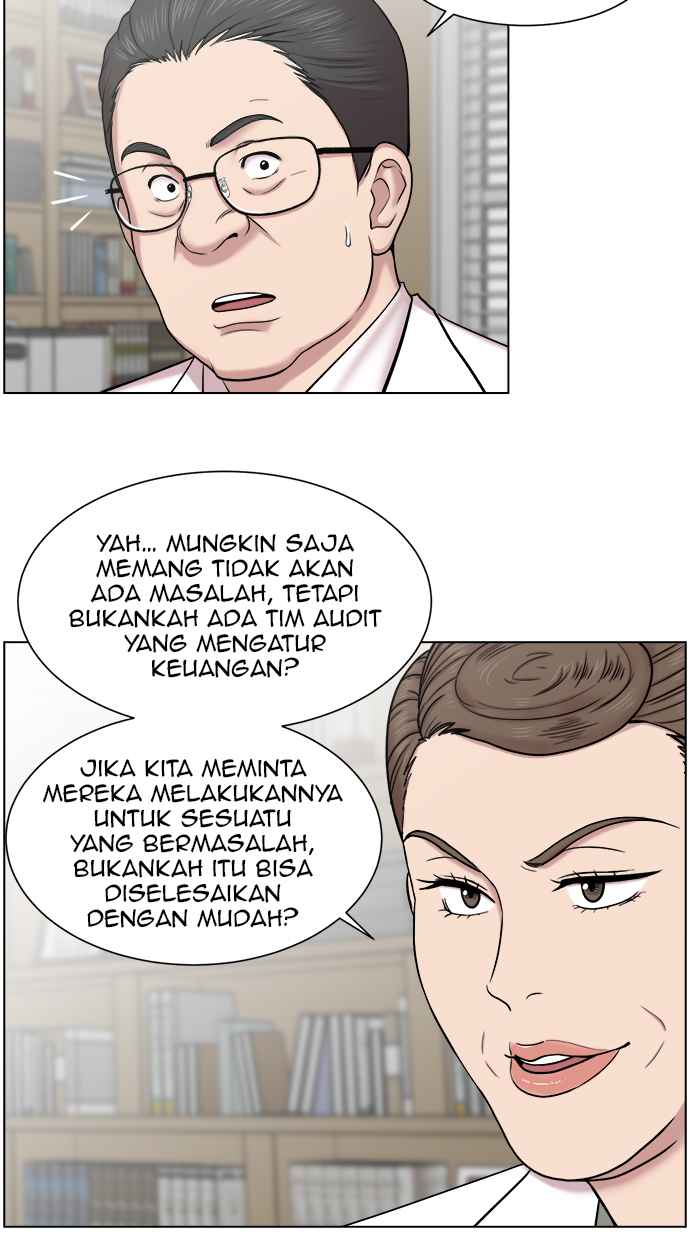 YAH... MUNGKIN SAJA
MEMANG TIDAK AKAN
ADA MASALAH, TETAPI
BUKANKAH ADA TIM AUDIT
YANG MENGATUR
KEUANGAN?
JIKA KITA MEMINTA
MEREKA MELAKUKANNYA
UNTUK SESUATU
YANG BERMASALAH,
BUKANKAH ITU BISA
DISELESAIKAN
DENGAN MUDAH?